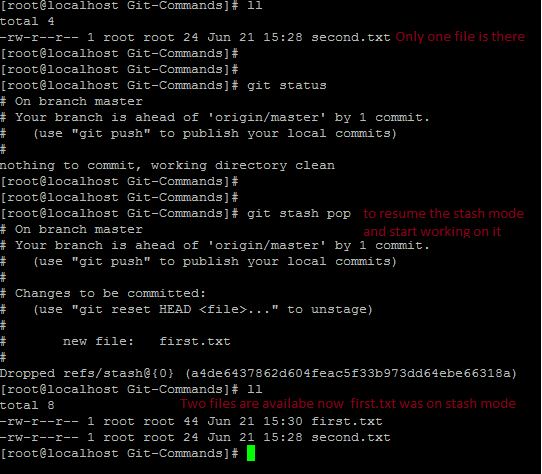 [root@localhost Git-Commands]# ll
total 4
-rw-r--r-- 1 root root 24 Jun 21 15:28 second.txt Only one file is there
[root@localhost Git-Commands]#
[root@localhost Git-Commands]#
[root@localhost Git-Commands]# git status
# On branch master
# Your branch is ahead of 'origin/master' by 1 commit.
#   (use "git push" to publish your local commits)
#
nothing to commit, working directory clean
[root@localhost Git-Commands]#
[root@localhost Git-Commands]#
[root@localhost Git-Commands]# git stash pop to resume the stash mode
# On branch master and start working on it
# Your branch is ahead of 'origin/master' by 1 commit.
#   (use "git push" to publish your local commits)
#
# Changes to be committed:
#   (use "git reset HEAD <file>..." to unstage)
#
#       new file:   first.txt
#
Dropped refs/stash@{0} (a4de6437862d604feac5f33b973dd64ebe66318a)
[root@localhost Git-Commands]# ll
total 8 Two files are availabe now first.txt was on stash mode
-rw-r--r-- 1 root root 44 Jun 21 15:30 first.txt
-rw-r--r-- 1 root root 24 Jun 21 15:28 second.txt
[root@localhost Git-Commands]#